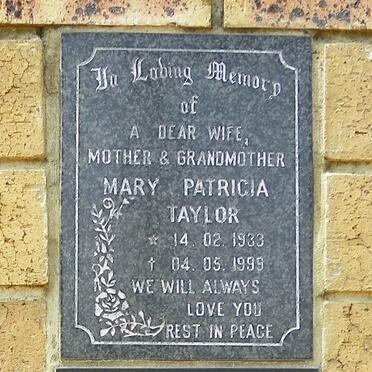 In Loving Memory
of
A DEAR WIFE,
MOTHER & GRANDMOTHER
MARY PATRICIA
TAYLOR
* 14.02.1933
† 04.05.1999
WE WILL ALWAYS
LOVE YOU
REST IN PEACE